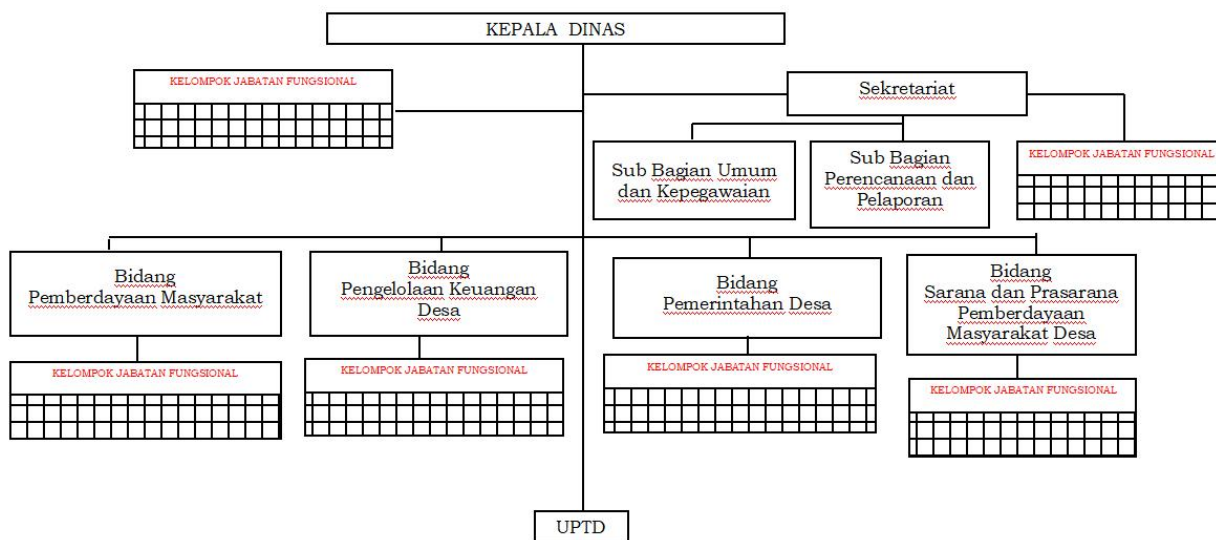 KEPALA DINAS
KELOMPOK JABATAN FUNGSIONAL
Sekretariat
Sub Bagian Umum
dan Kepegawaian
Sub Bagian
Perencanaan dan
Pelaporan
KELOMPOK JABATAN FUNGSIONAL
Bidang
Pemberdayaan Masyarakat
Bidang
Pengelolaan Keuangan
Desa
Bidang
Pemerintahan Desa
Bidang
Sarana dan Prasarana
Pemberdayaan
Masyarakat Desa
KELOMPOK JABATAN FUNGSIONAL
KELOMPOK JABATAN FUNGSIONAL
KELOMPOK JABATAN FUNGSIONAL
KELOMPOK JABATAN FUNGSIONAL
UPTD